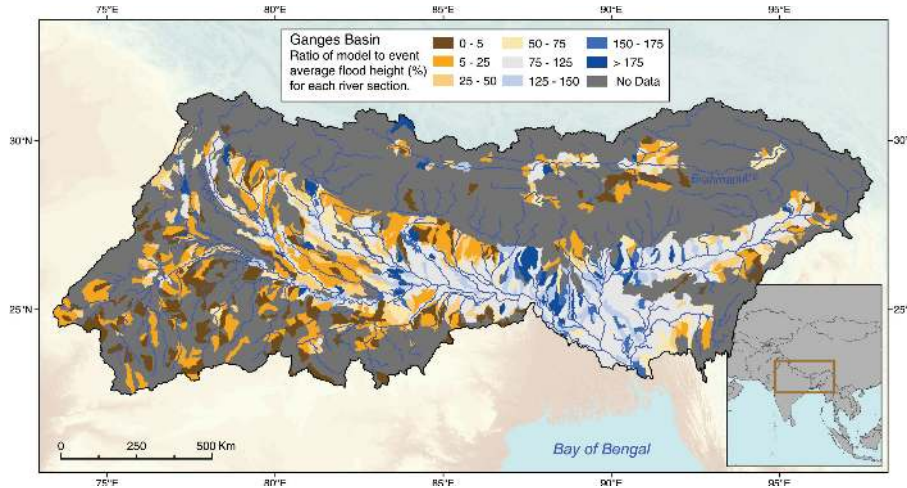 75°E 80°E 85°E 90°E 95°E
Ganges Basin
Ratio of model to event
average flood height (%)
for each river section.
0 - 5
5 - 25
25 - 50
50 - 75
75 - 125
125 - 150
150 - 175
> 175
No Data
30°N 30°N
Brahmaputra
25°N 25°N
0 250 500 Km
Bay of Bengal
75°E 80°E 85°E 90°E 95°E